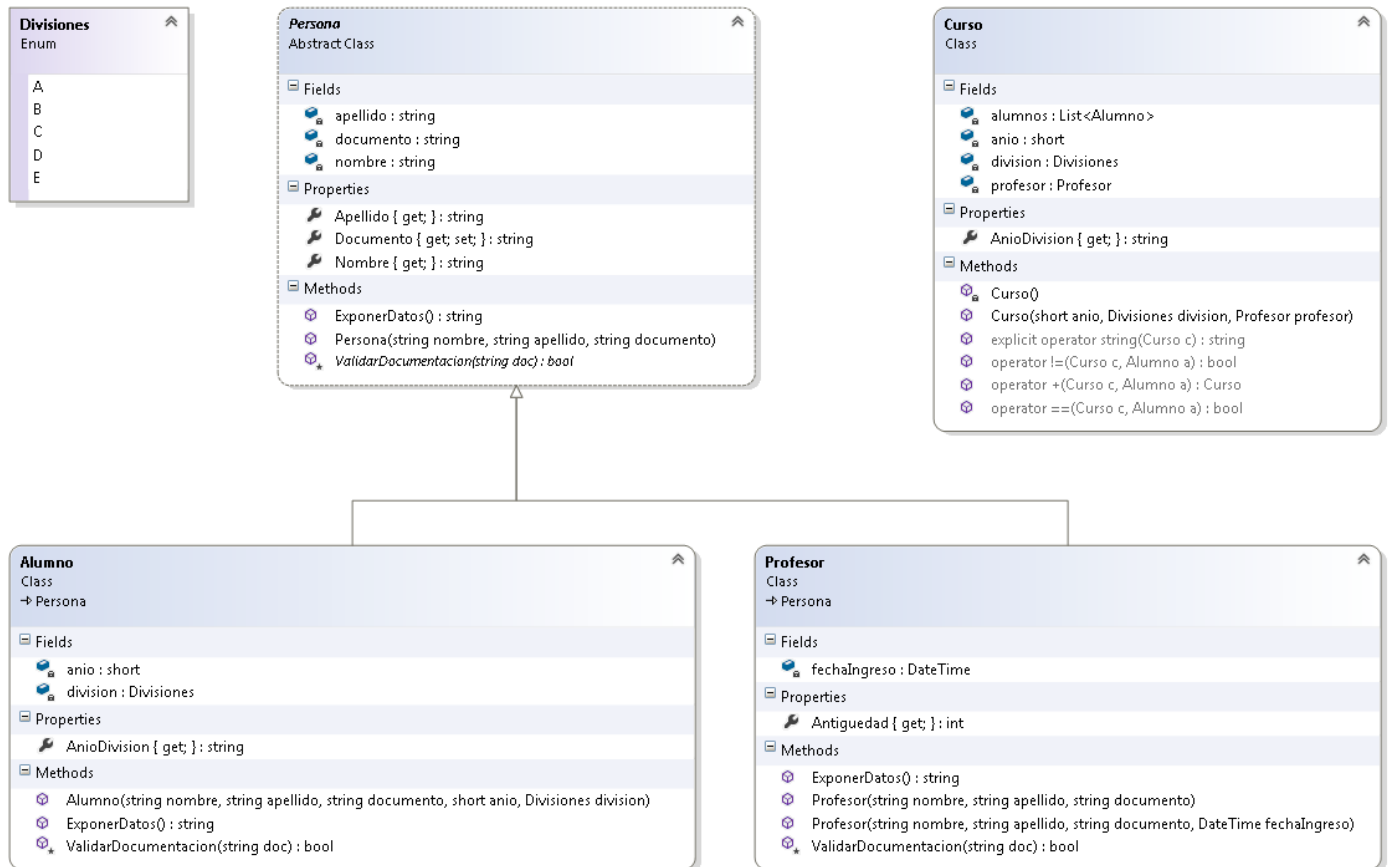 Divisiones
Enum
A
B
C
D
E
Persona
Abstract Class
Fields
apellido : string
documento : string
nombre : string
Properties
Apellido { get; } : string
Documento { get; set; } : string
Nombre { get; } : string
Methods
ExponerDatos() : string
Persona(string nombre, string apellido, string documento)
ValidarDocumentacion(string doc) : bool
Curso
Class
Fields
alumnos : List<Alumno>
anio : short
division : Divisiones
profesor : Profesor
Properties
AnioDivision { get; } : string
Methods
Curso()
Curso(short anio, Divisiones division, Profesor profesor)
explicit operator string(Curso c) : string
operator !=(Curso c, Alumno a) : bool
operator +(Curso c, Alumno a) : Curso
operator ==(Curso c, Alumno a) : bool
Alumno
Class
Persona
Fields
anio : short
division : Divisiones
Properties
AnioDivision { get; } : string
Methods
Alumno(string nombre, string apellido, string documento, short anio, Divisiones division)
ExponerDatos() : string
ValidarDocumentacion(string doc) : bool
Profesor
Class
Persona
Fields
fechaIngreso : DateTime
Properties
Antiguedad { get; } : int
Methods
ExponerDatos() : string
Profesor(string nombre, string apellido, string documento)
Profesor(string nombre, string apellido, string documento, DateTime fechaIngreso)
ValidarDocumentacion(string doc) : bool